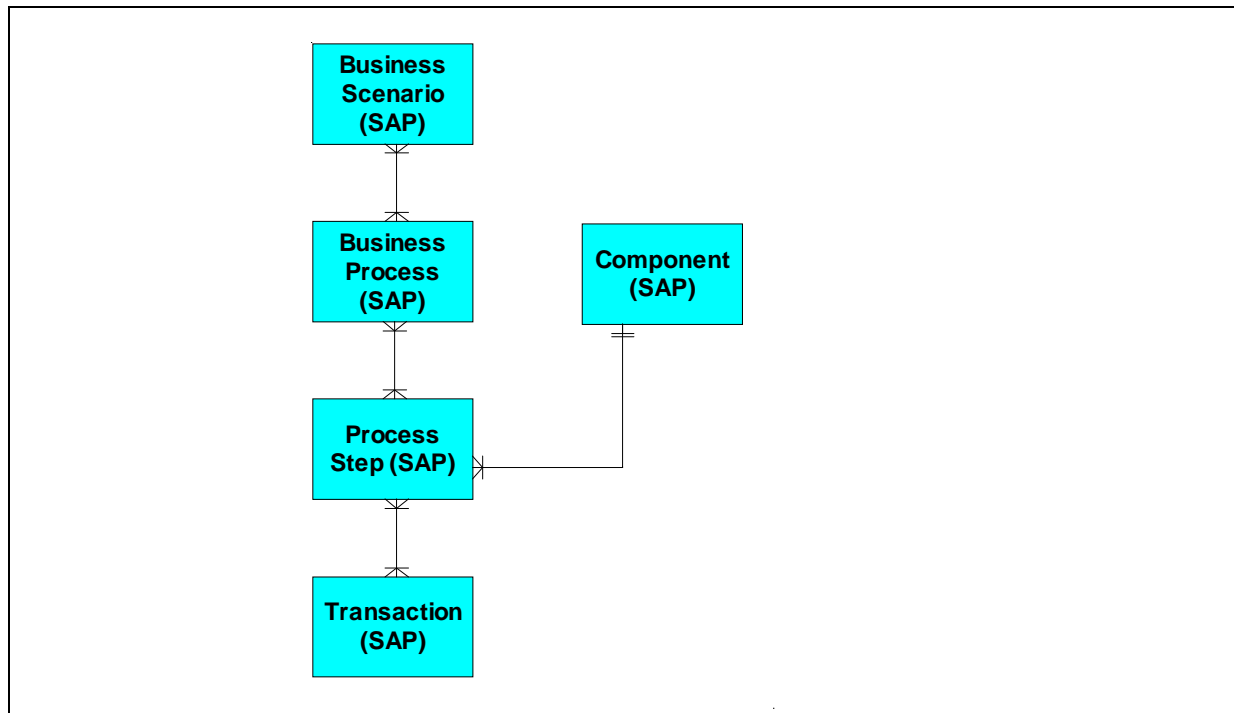 Business
Scenario
(SAP)
Business
Process
(SAP)
Component
(SAP)
Process
Step (SAP)
Transaction
(SAP)